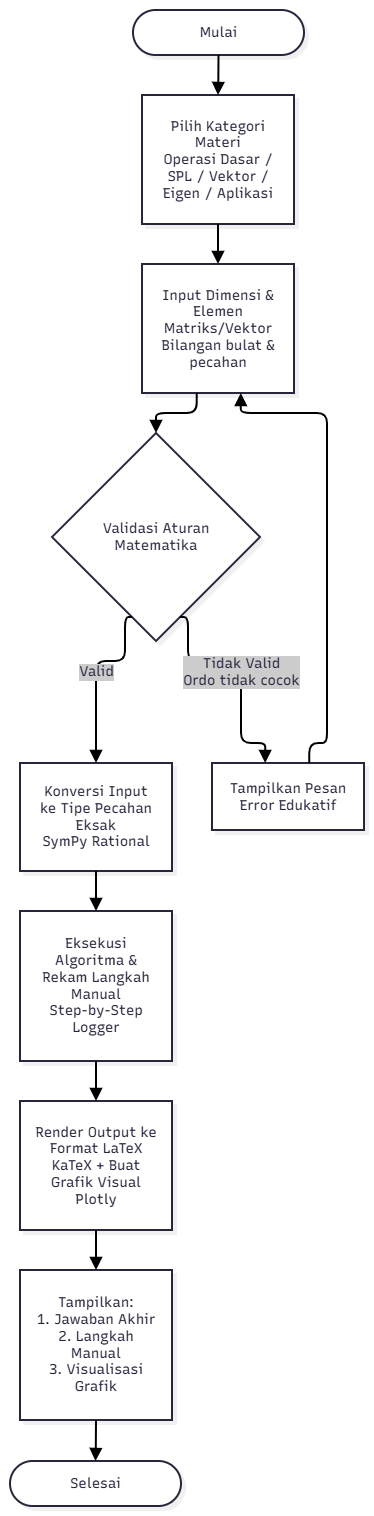 Mulai
Pilih Kategori
Materi
Operasi Dasar /
SPL / Vektor /
Eigen / Aplikasi
Input Dimensi &
Elemen
Matriks/Vektor
Bilangan bulat &
pecahan
Validasi Aturan
Matematika
Valid
Tidak Valid
Ordo tidak cocok
Konversi Input
ke Tipe Pecahan
Eksak
SymPy Rational
Tampilkan Pesan
Error Edukatif
Eksekusi
Algoritma &
Rekam Langkah
Manual
Step-by-Step
Logger
Render Output ke
Format LaTeX
KaTeX + Buat
Grafik Visual
Plotly
Tampilkan:
1. Jawaban Akhir
2. Langkah
Manual
3. Visualisasi
Grafik
Selesai